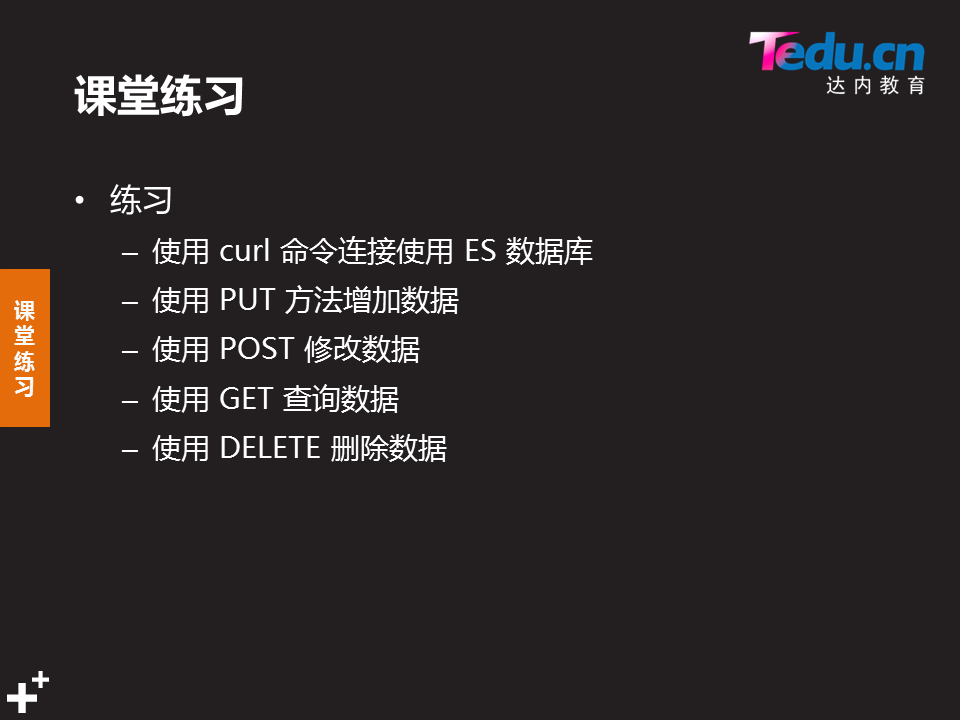 Tedu.cn
达内教育
课堂练习
• 练习
– 使用 curl 命令连接使用 ES 数据库
– 使用 PUT 方法增加数据
– 使用 POST 修改数据
– 使用 GET 查询数据
– 使用 DELETE 删除数据
课
堂
练
习